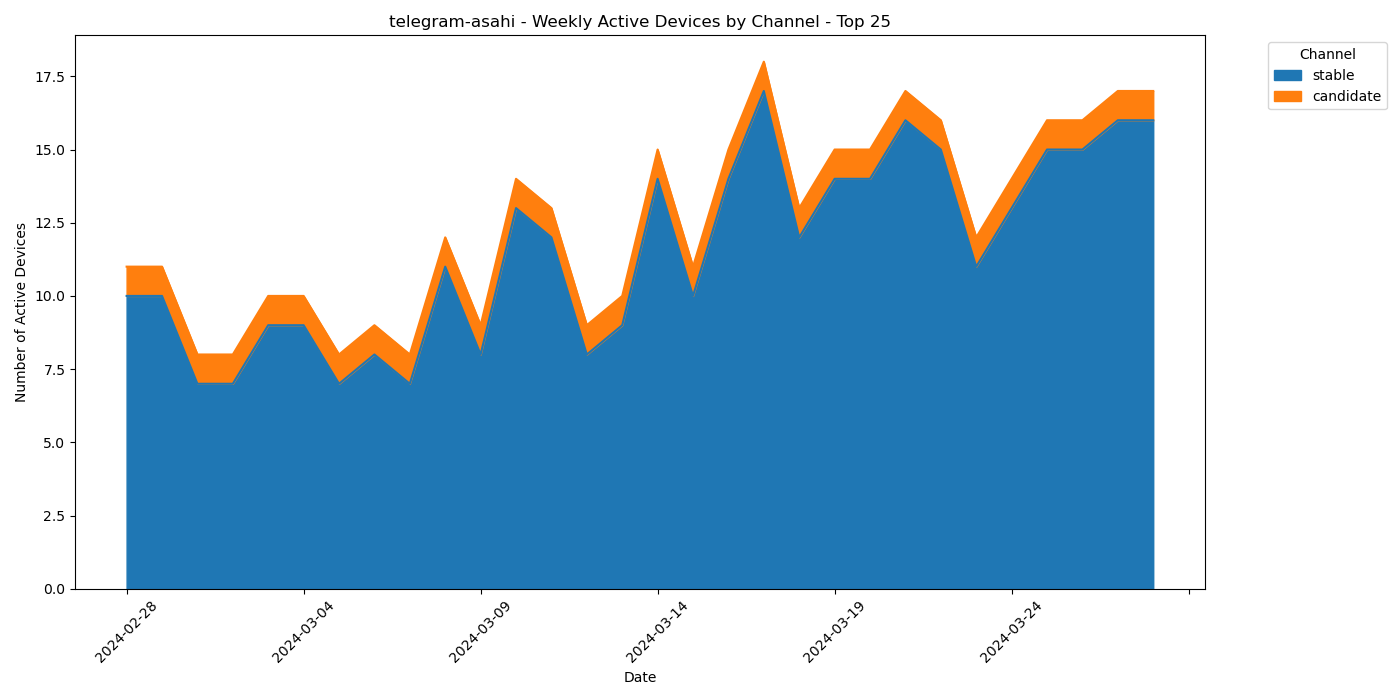 telegram-asahi - Weekly Active Devices by Channel - Top 25
Channel
stable
candidate
17.5
15.0
12.5
10.0
7.5
5.0
2.5
0.0
Number of Active Devices
2024-02-28
2024-03-04
2024-03-09
2024-03-14
2024-03-19
2024-03-24
Date